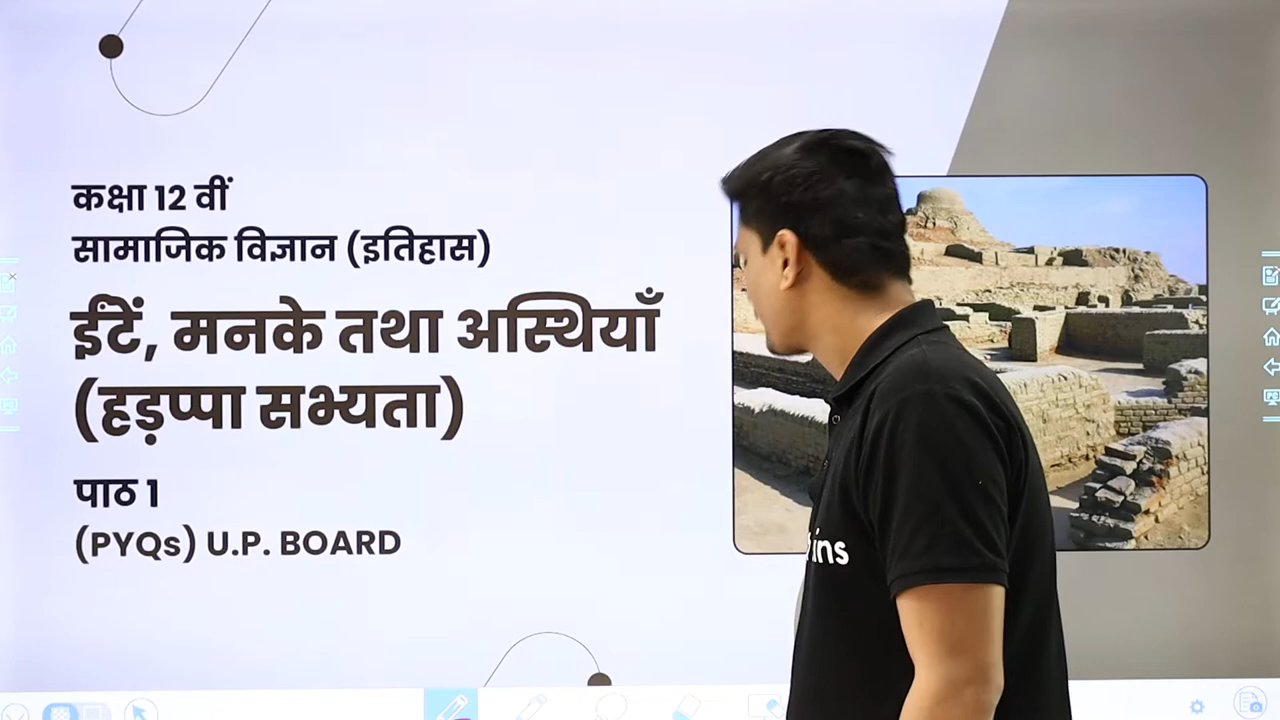 कक्षा 12 वीं
सामाजिक विज्ञान (इतिहास)
ईंटें, मनके तथा अस्थियाँ
(हड़प्पा सभ्यता)
पाठ 1
(PYQs) U.P. BOARD